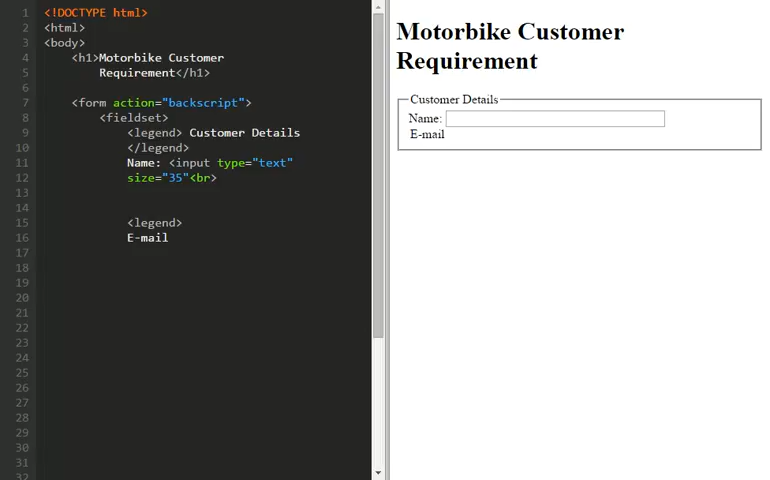 1 <!DOCTYPE html>
2 <html>
3 <body>
4 <h1>Motorbike Customer
5 Requirement</h1>
6
7 <form action="backscript">
8 <fieldset>
9 <legend> Customer Details
10 </legend>
11 Name: <input type="text"
12 size="35"<br>
13
14
15 <legend>
16 E-mail
17
18
19
20
21
22
23
24
25
26
27
28
29
30
31
32
Motorbike Customer
Requirement
Customer Details
Name:
E-mail